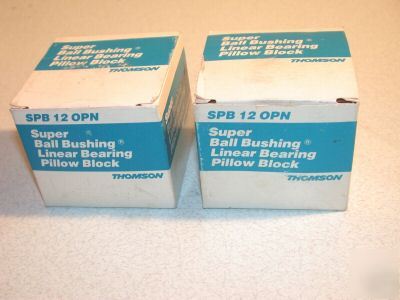 Super
Ball Bushing®
Linear Bearing
Pillow Block
THOMSON
SPB 12 OPN
Super
Ball Bushing®
Linear Bearing
Pillow Block
THOMSON
Super
Ball Bushing®
Linear Bearing
Pillow Block
THOMSON
SPB 12 OPN
Super
Ball Bushing®
Linear Bearing
Pillow Block
THOMSON